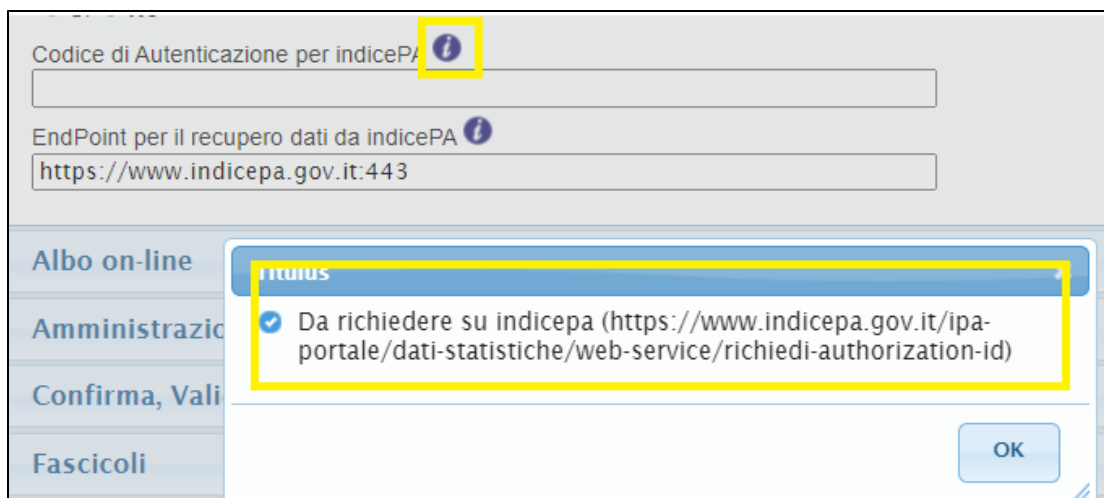 Codice di Autenticazione per indicePA
EndPoint per il recupero dati da indicePA
https://www.indicepa.gov.it:443
Albo on-line
Titulus
Da richiedere su indicepa (https://www.indicepa.gov.it/ipa-
portale/dati-statistiche/web-service/richiedi-authorization-id)
Amministrazio
Confirma, Vali
Fascicoli
OK